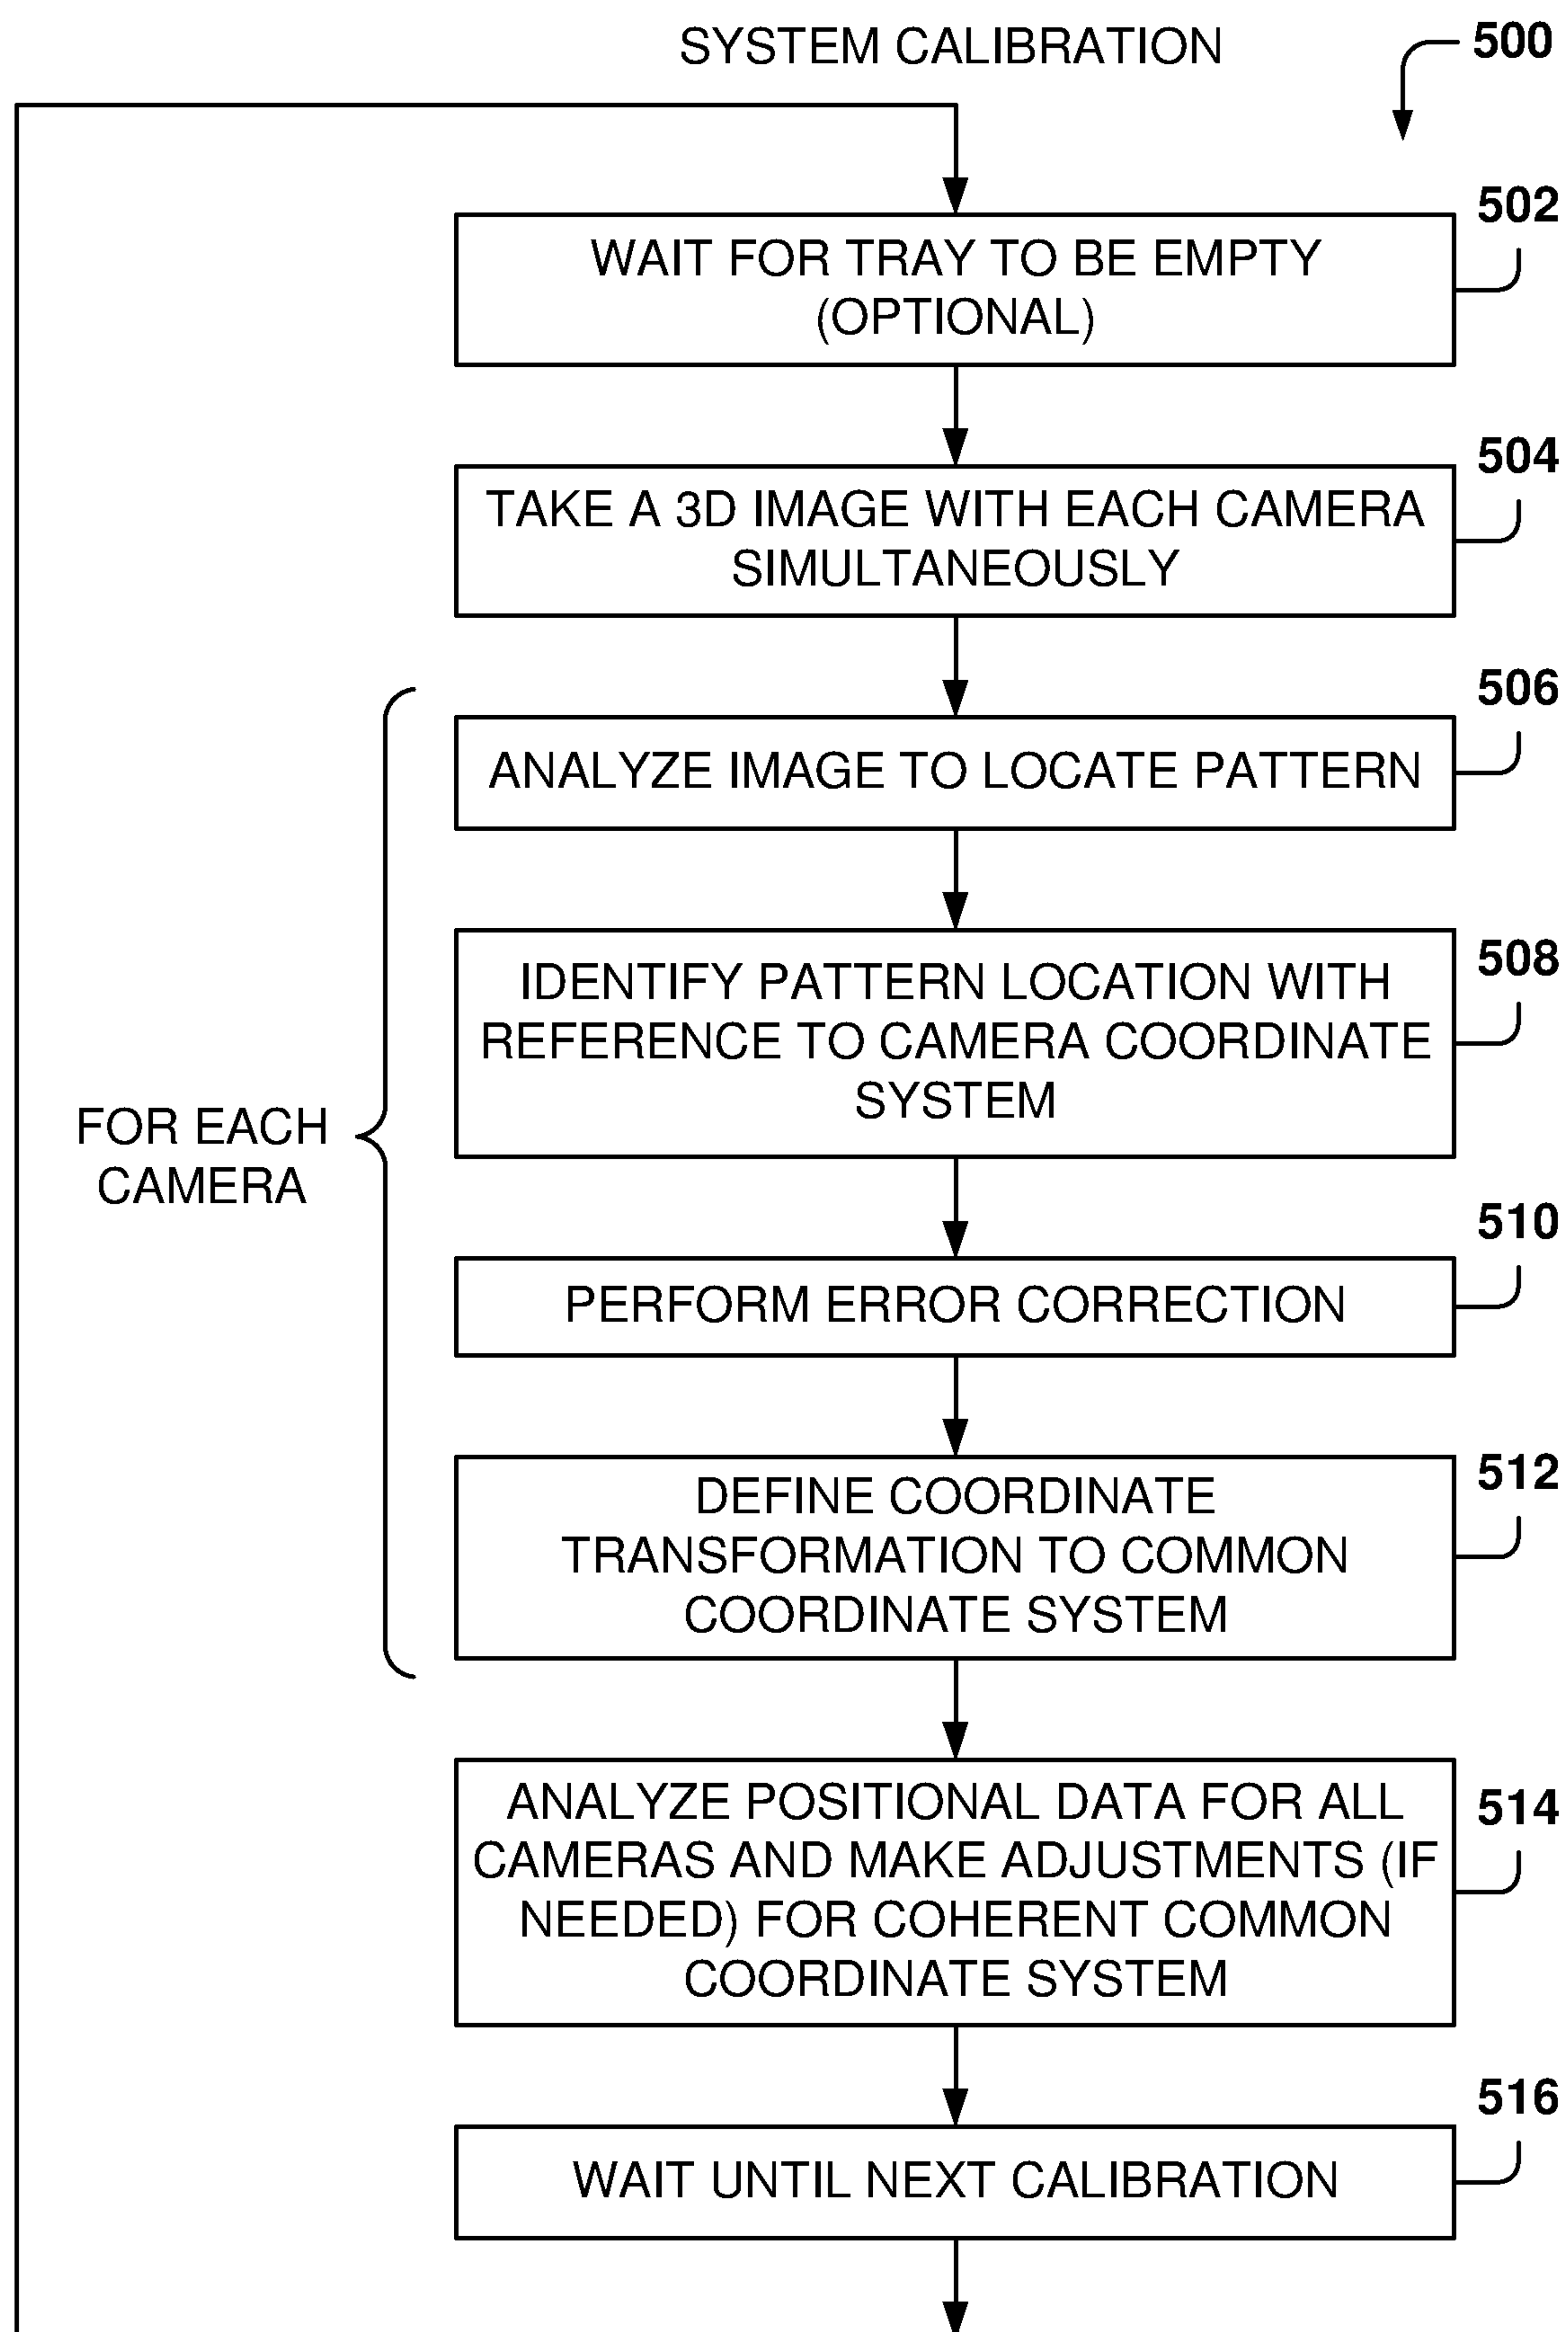 SYSTEM CALIBRATION
500
502
WAIT FOR TRAY TO BE EMPTY
(OPTIONAL)
504
TAKE A 3D IMAGE WITH EACH CAMERA
SIMULTANEOUSLY
506
ANALYZE IMAGE TO LOCATE PATTERN
508
IDENTIFY PATTERN LOCATION WITH
REFERENCE TO CAMERA COORDINATE
SYSTEM
FOR EACH
CAMERA
510
PERFORM ERROR CORRECTION
512
DEFINE COORDINATE
TRANSFORMATION TO COMMON
COORDINATE SYSTEM
514
ANALYZE POSITIONAL DATA FOR ALL
CAMERAS AND MAKE ADJUSTMENTS (IF
NEEDED) FOR COHERENT COMMON
COORDINATE SYSTEM
516
WAIT UNTIL NEXT CALIBRATION